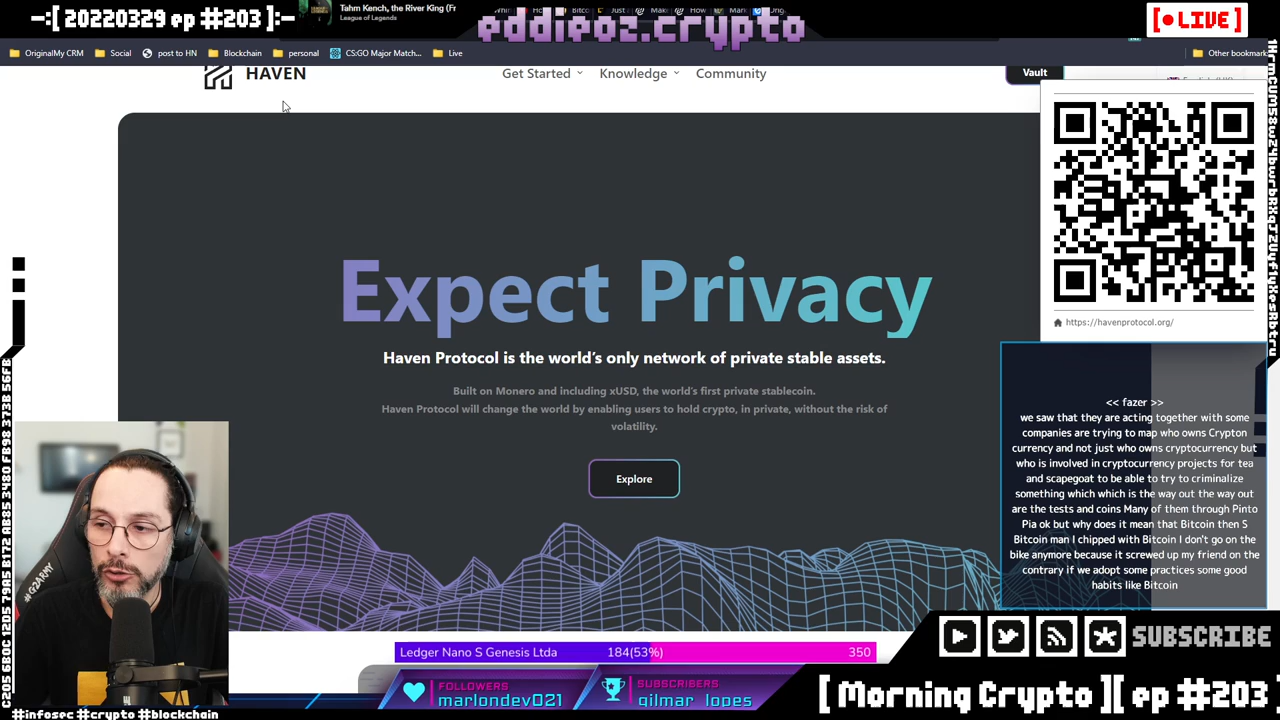 -:[ 20220329 ep #203 ]:-
Tahm Kench, the River King (Fr
League of Legends
eddieoz.crypto
[ LIVE ]
OriginalMy CRM
Social
post to HN
Blockchain
personal
CS:GO Major Match...
Live
Other bookmark
HAVEN
Get Started
Knowledge
Community
Vault
Expect Privacy
Haven Protocol is the world's only network of private stable assets.
Built on Monero and including xUSD, the world's first private stablecoin.
Haven Protocol will change the world by enabling users to hold crypto, in private, without the risk of
volatility.
Explore
https://havenprotocol.org/
<< fazer >>
we saw that they are acting together with some
companies are trying to map who owns Crypton
currency and not just who owns cryptocurrency but
who is involved in cryptocurrency projects for tea
and scapegoat to be able to try to criminalize
something which which is the way out the way out
are the tests and coins Many of them through Pinto
Pia ok but why does it mean that Bitcoin then S
Bitcoin man I chipped with Bitcoin I don't go on the
bike anymore because it screwed up my friend on the
contrary if we adopt some practices some good
habits like Bitcoin
Ledger Nano S Genesis Ltda
184(53%)
350
FOLLOWERS
marlondev021
SUBSCRIBERS
gilmar_lopes
SUBSCRIBE
[ Morning Crypto ][ ep #203 ]
#infosec #crypto #blockchain